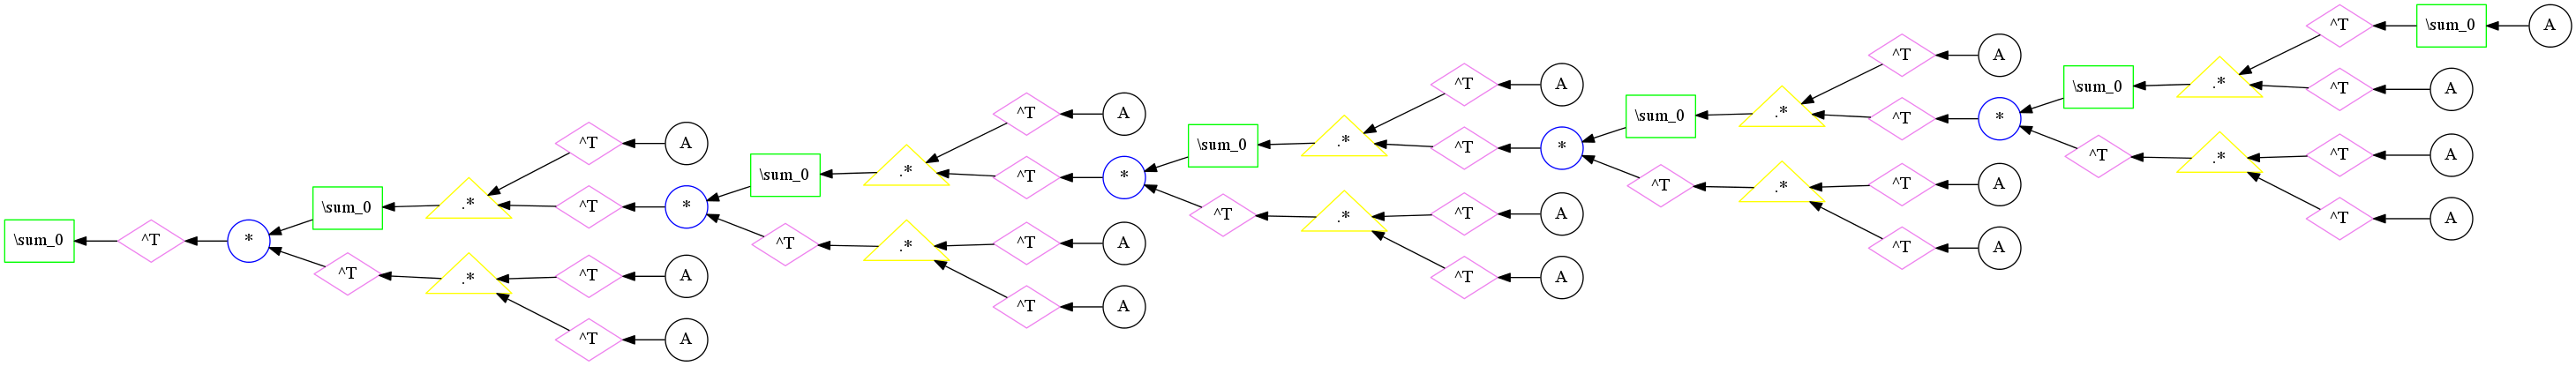 ^T \sum_0 A
^T A
^T A \sum_0 .* ^T A
^T A \sum_0 .* ^T *
^T A \sum_0 .* ^T * ^T .* ^T A
\sum_0 .* ^T * ^T .* ^T A
\sum_0 .* ^T * ^T .* ^T A ^T A
\sum_0 ^T * ^T .* ^T A ^T A
^T .* ^T A ^T A
^T A
^T A